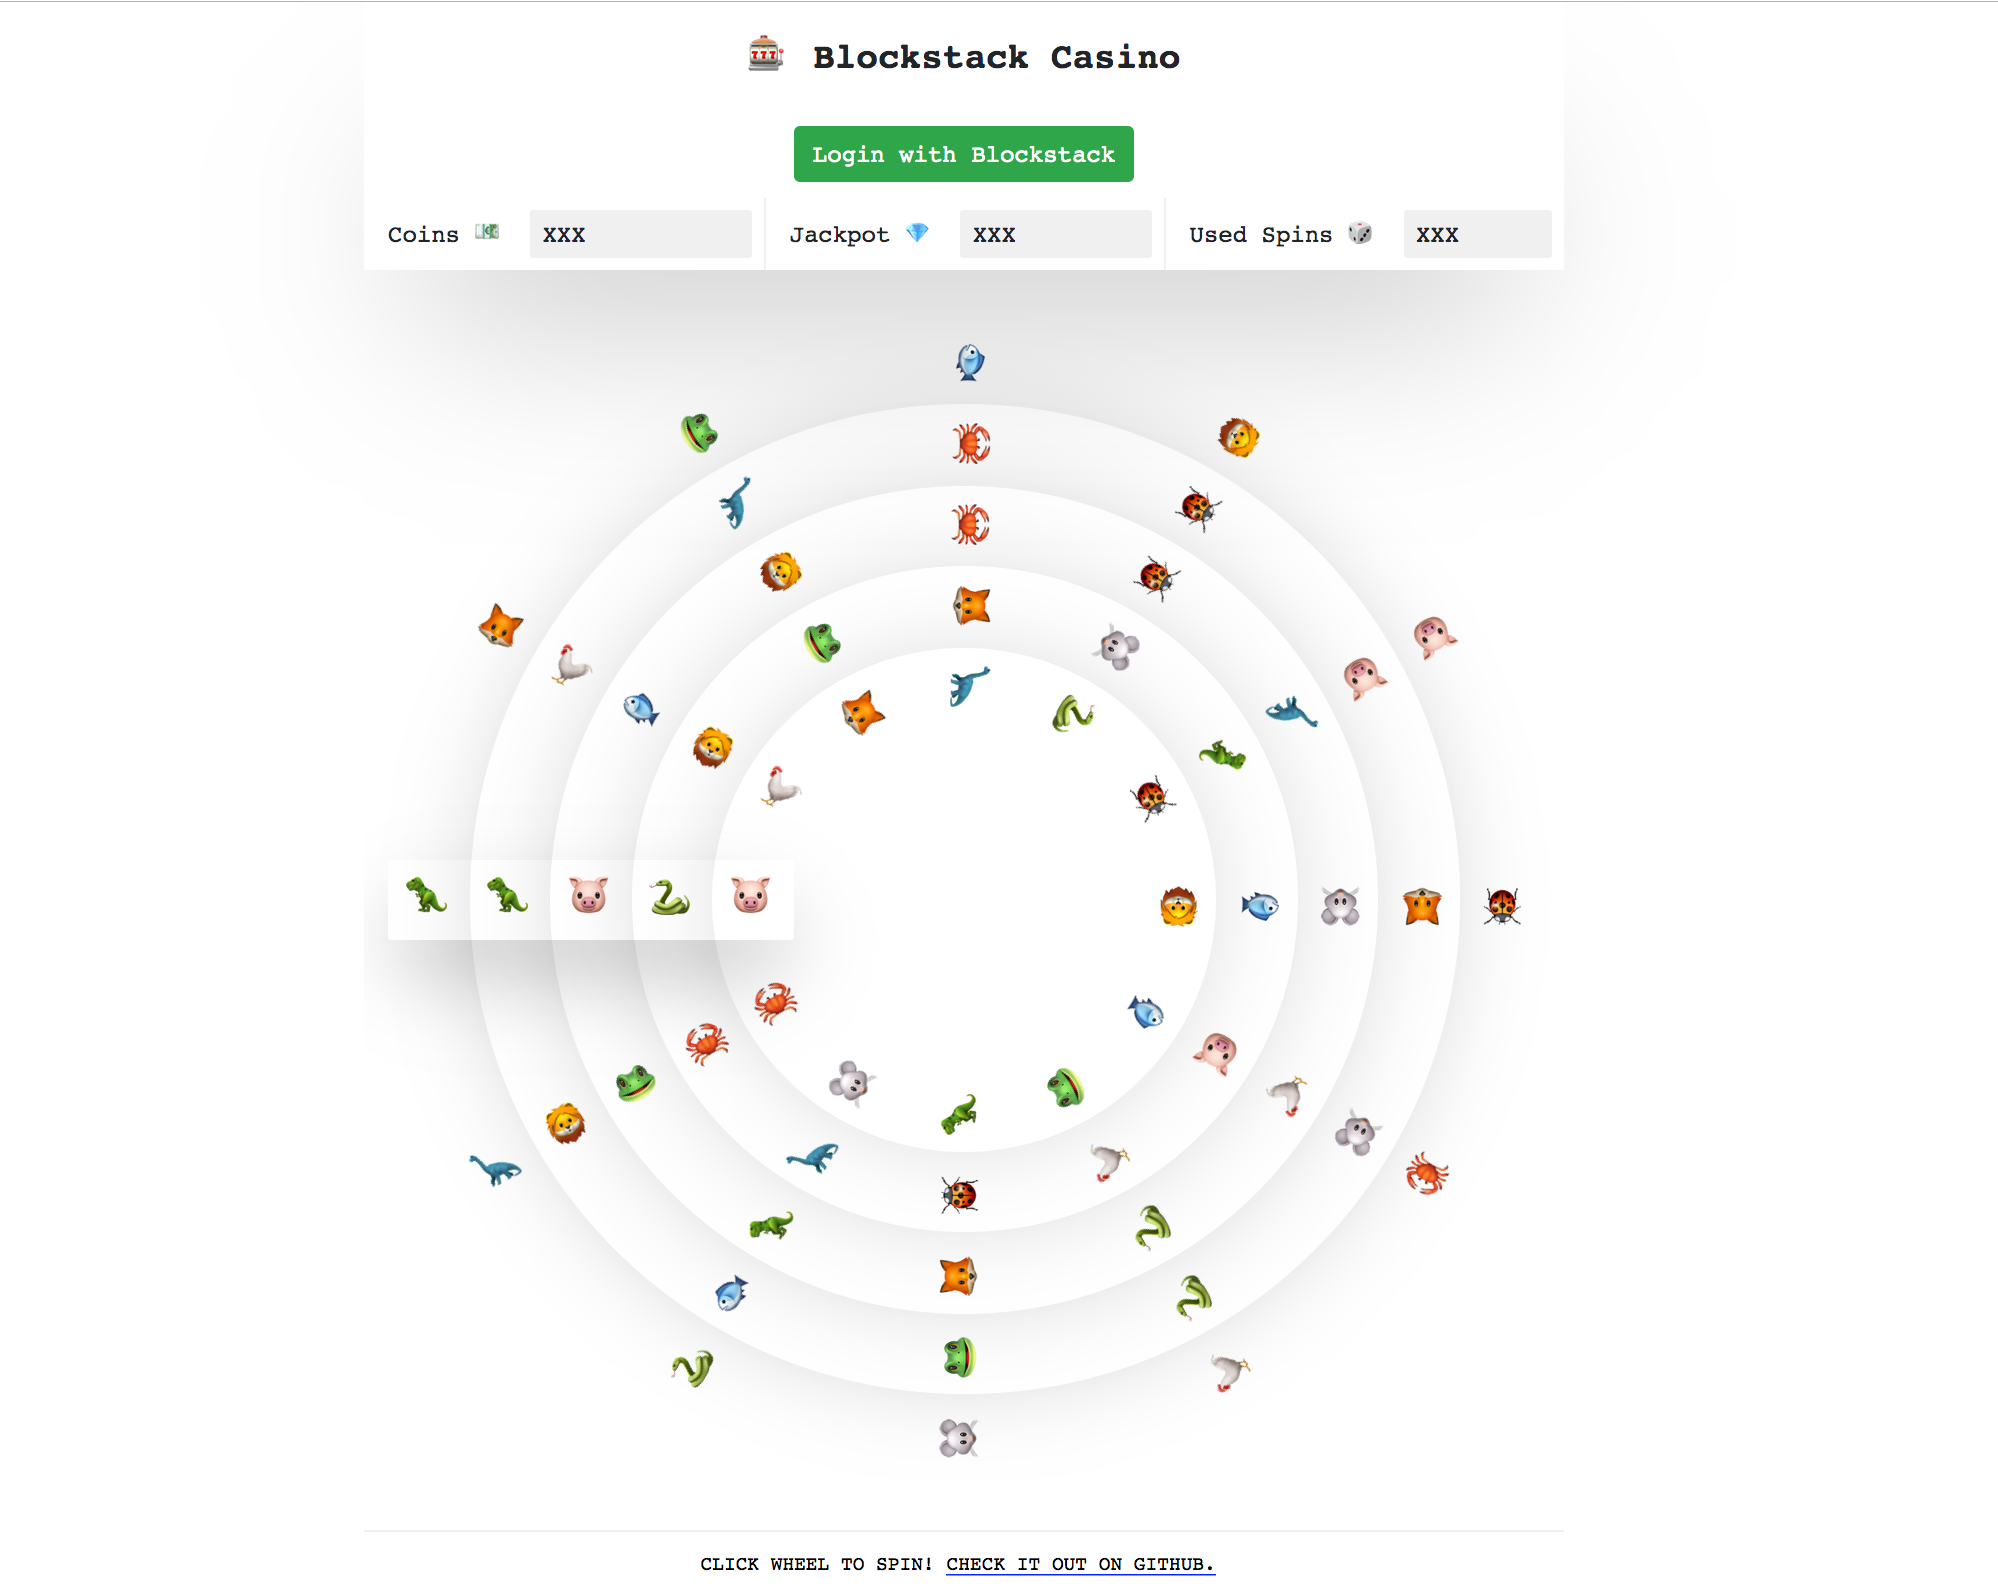 Blockstack Casino
Login with Blockstack
Coins XXX Jackpot XXX Used Spins XXX
CLICK WHEEL TO SPIN! CHECK IT OUT ON GITHUB.